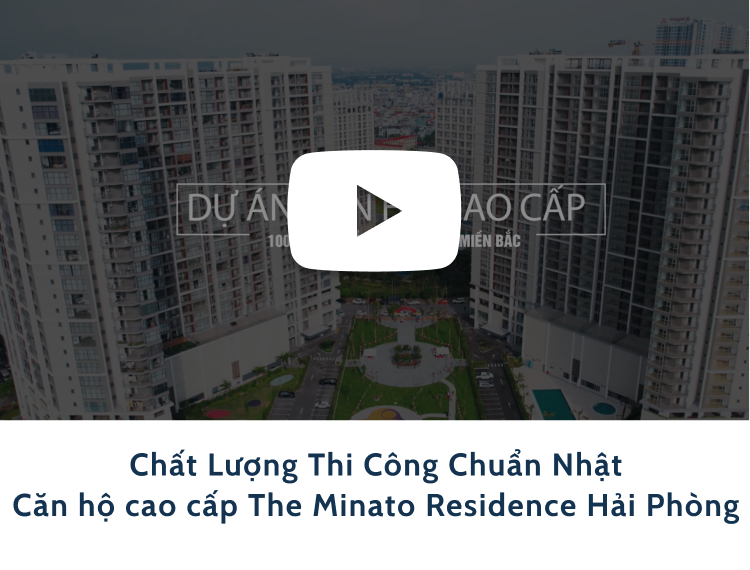 DỰ ÁN AO CẤP
100 MIỀN BẮC
Chất Lượng Thi Công Chuẩn Nhật
Căn hộ cao cấp The Minato Residence Hải Phòng